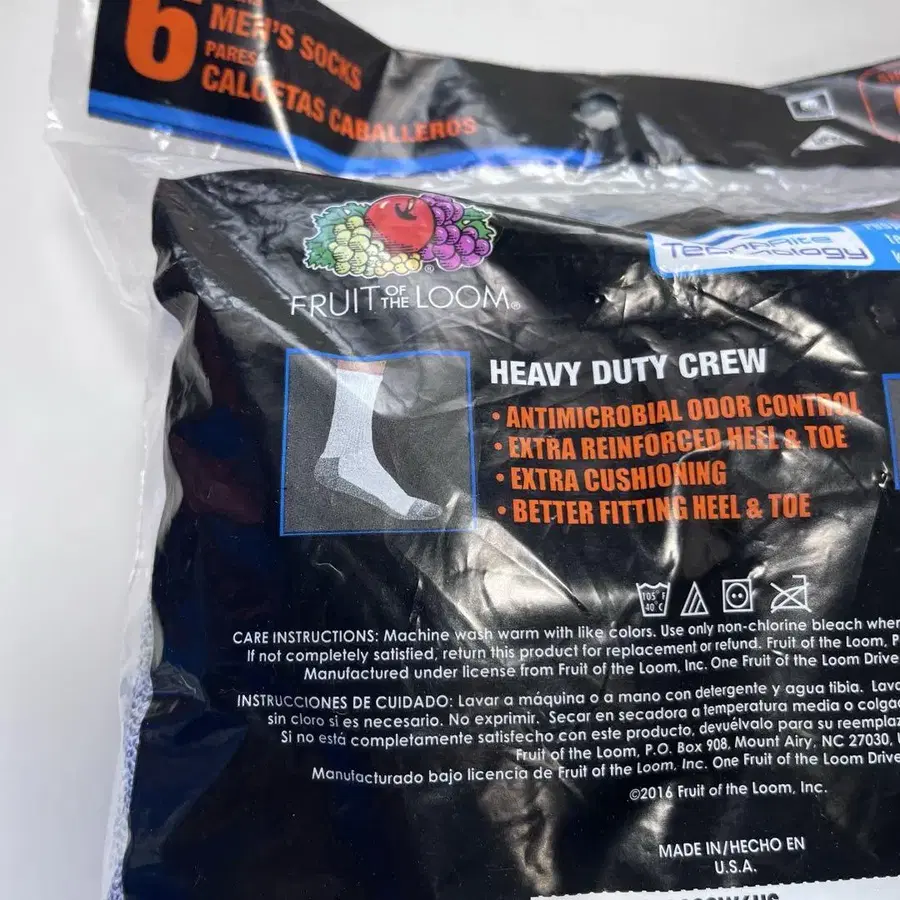 6
MEN'S SOCKS
PARES
CALCETAS CABALLEROS
FRUIT OF THE LOOM®
Technology
HEAVY DUTY CREW
• ANTIMICROBIAL ODOR CONTROL
• EXTRA REINFORCED HEEL & TOE
• EXTRA CUSHIONING
• BETTER FITTING HEEL & TOE
105 F
40 C
CARE INSTRUCTIONS: Machine wash warm with like colors. Use only non-chlorine bleach when
If not completely satisfied, return this product for replacement or refund. Fruit of the Loom, P
Manufactured under license from Fruit of the Loom, Inc. One Fruit of the Loom Drive
INSTRUCCIONES DE CUIDADO: Lavar a máquina o a mano con detergente y agua tibia. Lava
sin cloro si es necesario. No exprimir. Secar en secadora a temperatura media o colga
Si no está completamente satisfecho con este producto, devuélvalo para su reemplaz
Fruit of the Loom, P.O. Box 908, Mount Airy, NC 27030, U
Manufacturado bajo licencia de Fruit of the Loom, Inc. One Fruit of the Loom Drive
©2016 Fruit of the Loom, Inc.
MADE IN/HECHO EN
U.S.A.